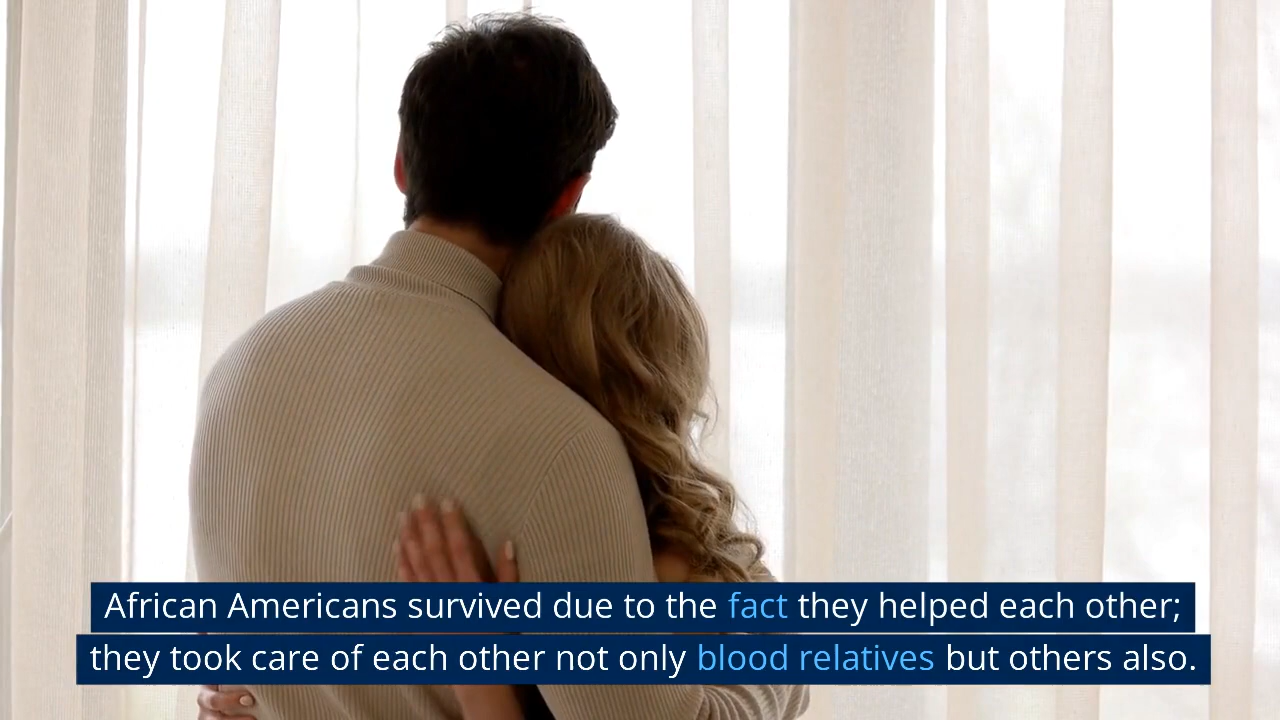 African Americans survived due to the fact they helped each other;
they took care of each other not only blood relatives but others also.